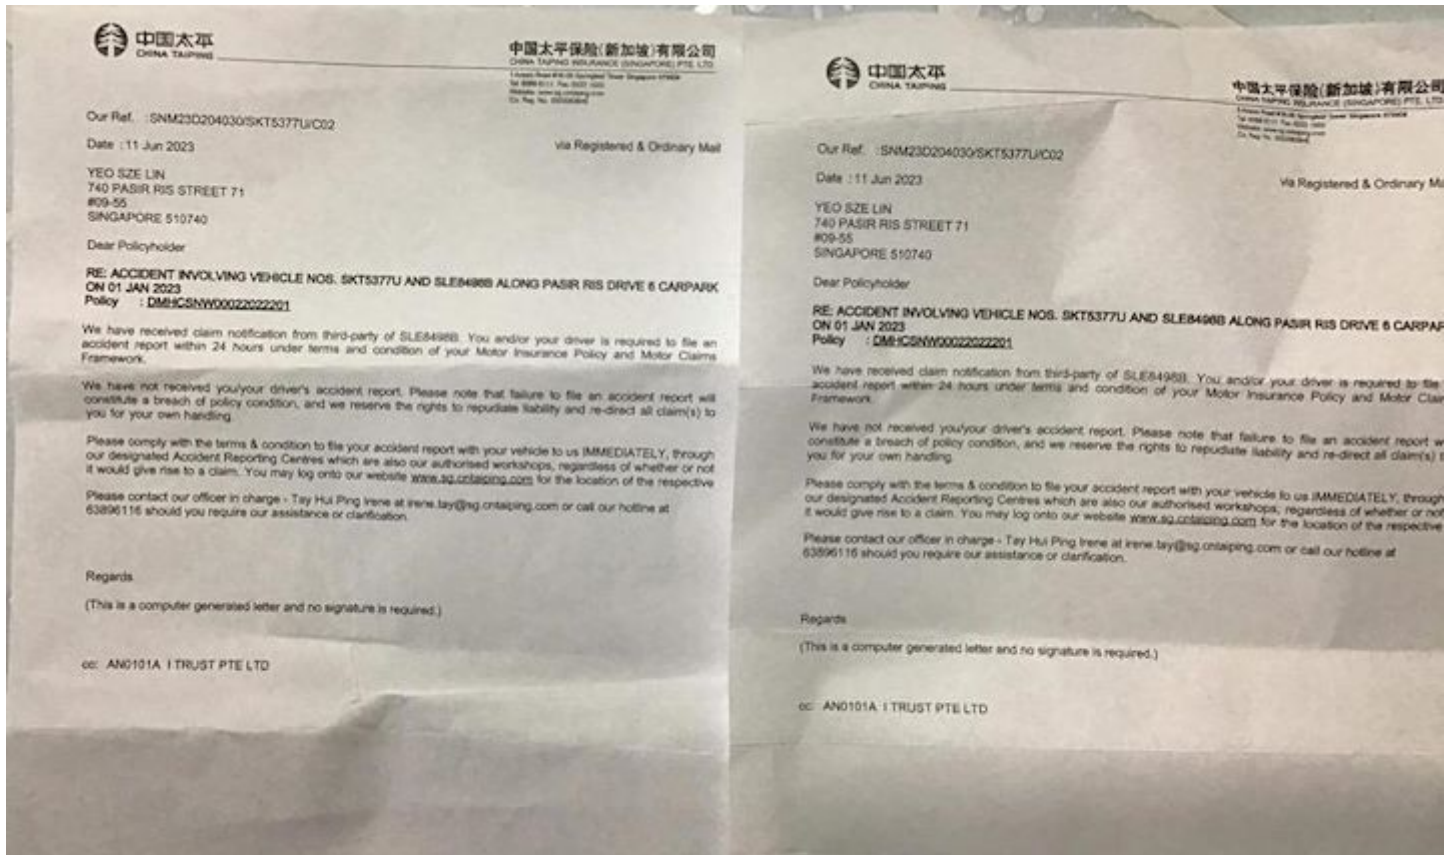 中国太平
CHINA TAIPING
中国太平保险(新加坡)有限公司
CHINA TAIPING INSURANCE (SINGAPORE) PTE. LTD.
Our Ref. : SNM23D204030/SKT5377U/C02
Date : 11 Jun 2023
via Registered & Ordinary Mail
YEO SZE LIN
740 PASIR RIS STREET 71
#09-55
SINGAPORE 510740
Dear Policyholder
RE: ACCIDENT INVOLVING VEHICLE NOS. SKT5377U AND SLE8498B ALONG PASIR RIS DRIVE 6 CARPARK
ON 01 JAN 2023
Policy : DMHCSNW00022022201
We have received claim notification from third-party of SLE8498B. You and/or your driver is required to file an
accident report within 24 hours under terms and condition of your Motor Insurance Policy and Motor Claims
Framework.
We have not received you/your driver's accident report. Please note that failure to file an accident report will
constitute a breach of policy condition, and we reserve the rights to repudiate liability and re-direct all claim(s) to
you for your own handling.
Please comply with the terms & condition to file your accident report with your vehicle to us IMMEDIATELY, through
our designated Accident Reporting Centres which are also our authorised workshops, regardless of whether or not
it would give rise to a claim. You may log onto our website www.sg.cntaiping.com for the location of the respective
Please contact our officer in charge - Tay Hui Ping Irene at irene.tay@sg.cntaiping.com or call our hotline at
63896116 should you require our assistance or clarification.
Regards
(This is a computer generated letter and no signature is required.)
cc: AN0101A I TRUST PTE LTD
中国太平
CHINA TAIPING
中国太平保险(新加坡)有限公司
CHINA TAIPING INSURANCE (SINGAPORE) PTE. LTD.
Our Ref. : SNM23D204030/SKT5377U/C02
Date : 11 Jun 2023
via Registered & Ordinary Ma
YEO SZE LIN
740 PASIR RIS STREET 71
#09-55
SINGAPORE 510740
Dear Policyholder
RE: ACCIDENT INVOLVING VEHICLE NOS. SKT5377U AND SLE8498B ALONG PASIR RIS DRIVE 6 CARPAR
ON 01 JAN 2023
Policy : DMHCSNW00022022201
We have received claim notification from third-party of SLE8498B. You and/or your driver is required to file
accident report within 24 hours under terms and condition of your Motor Insurance Policy and Motor Clai
Framework.
We have not received you/your driver's accident report. Please note that failure to file an accident report w
constitute a breach of policy condition, and we reserve the rights to repudiate liability and re-direct all claim(s) t
you for your own handling.
Please comply with the terms & condition to file your accident report with your vehicle to us IMMEDIATELY, through
our designated Accident Reporting Centres which are also our authorised workshops, regardless of whether or not
it would give rise to a claim. You may log onto our website www.sg.cntaiping.com for the location of the respective
Please contact our officer in charge - Tay Hui Ping Irene at irene.tay@sg.cntaiping.com or call our hotline at
63896116 should you require our assistance or clarification.
Regards
(This is a computer generated letter and no signature is required.)
cc: AN0101A I TRUST PTE LTD